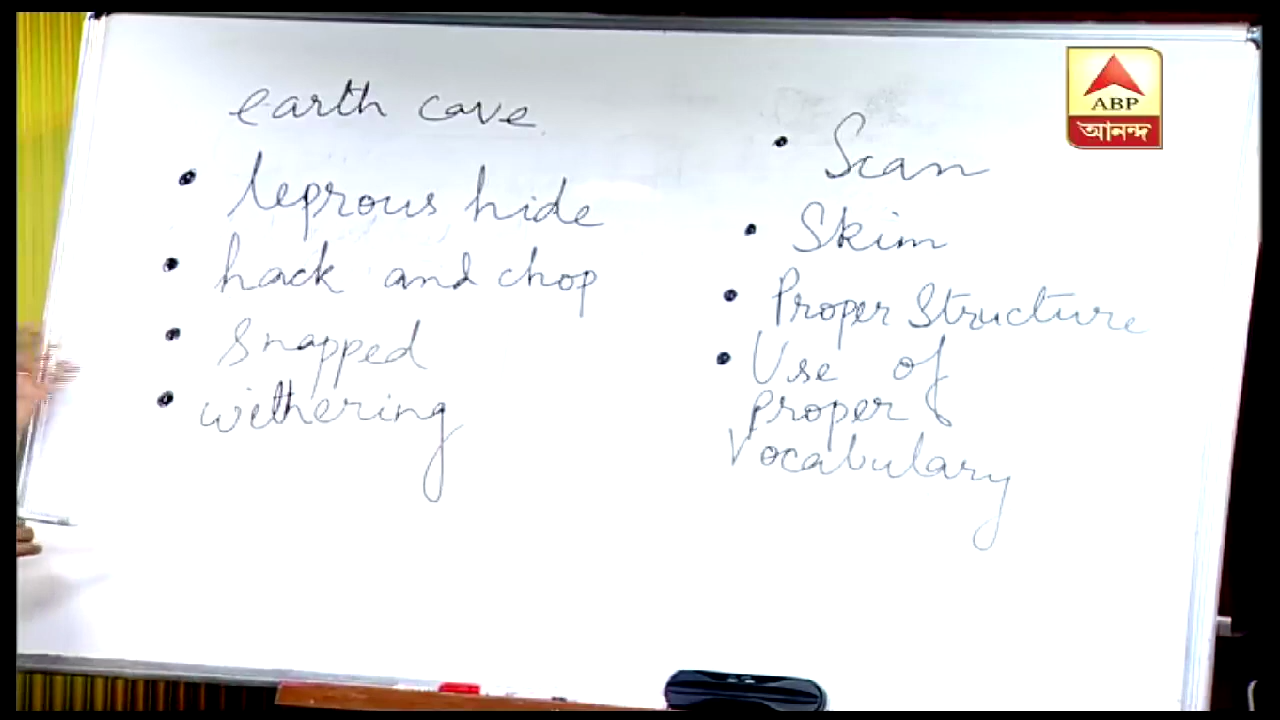 earth cave
• leprous hide
• hack and chop
• snapped
• withering
• Scan
• Skim
• Proper Structure
• Use of
proper
Vocabulary
ABP
আনন্দ